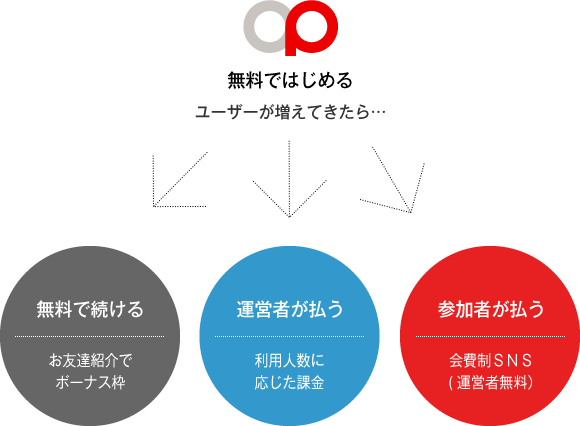 無料ではじめる
ユーザーが増えてきたら…
無料で続ける
お友達紹介で
ボーナス枠
運営者が払う
利用人数に
応じた課金
参加者が払う
会費制ＳＮＳ
( 運営者無料）